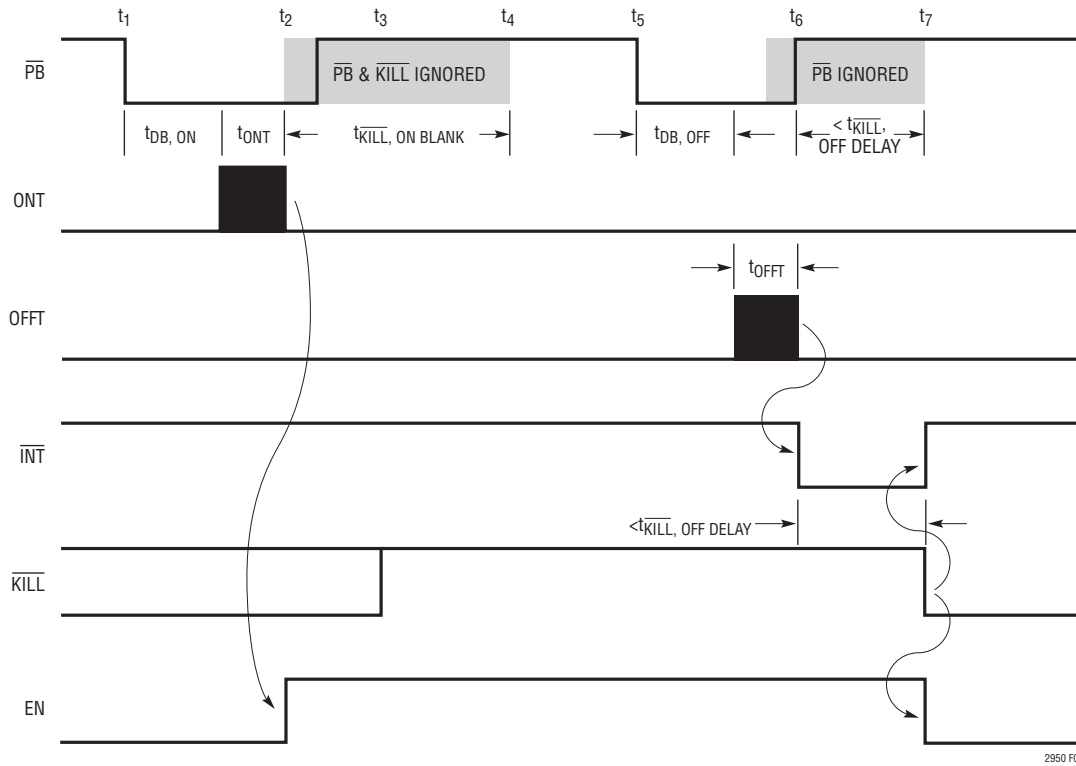 t1 t2 t3 t4 t5 t6 t7
PB
PB & KILL IGNORED
PB IGNORED
tDB, ON
tONT
tKILL, ON BLANK
tDB, OFF
< tKILL,
OFF DELAY
ONT
tOFFT
OFFT
INT
<tKILL, OFF DELAY
KILL
EN